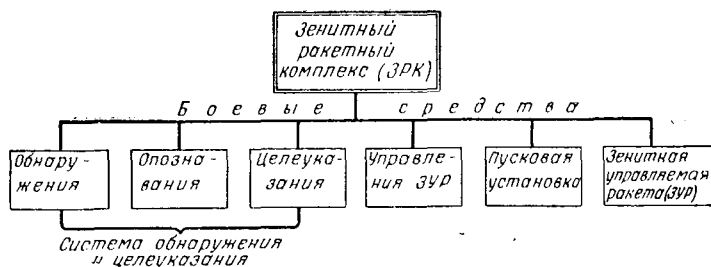 Зенитный
ракетный
комплекс (ЗРК)
Боевые средства
Обнару-
жения
Опозна-
вания
Целеука-
зания
Управле-
ния ЗУР
Пусковая
установка
Зенитная
управляемая
ракета(ЗУР)
Система обнаружения
и целеуказания